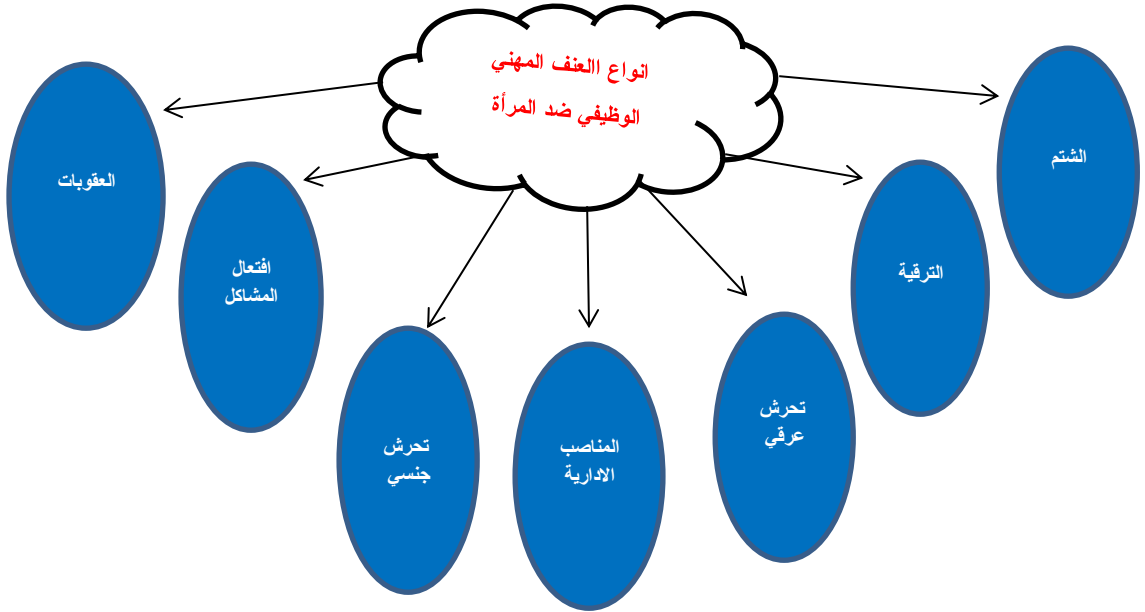 انواع االعنف المهني
الوظيفي ضد المرأة
الشتم
الترقية
تحرش
عرقي
المناصب
الادارية
تحرش
جنسي
افتعال
المشاكل
العقوبات